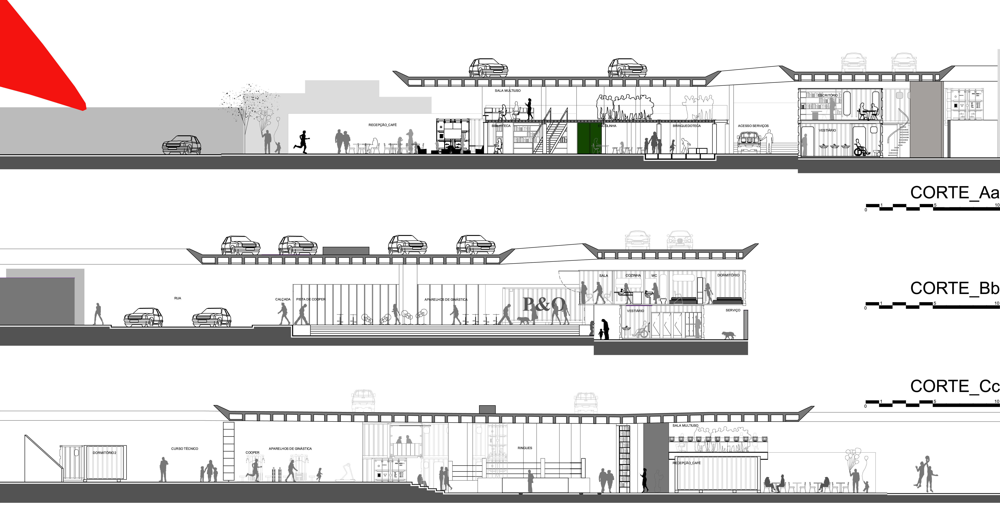 SALA MULTIUSO
ESCRITÓRIO
RECEPÇÃO_CAFÉ
BIBLIOTECA
ESCOLINHA
BRINQUEDOTECA
ACESSO SERVIÇOS
VESTIÁRIO
CORTE_Aa
0 1 5 10
SALA
COZINHA
WC
DORMITÓRIO
RUA
CALÇADA
PISTA DE COOPER
APARELHOS DE GINÁSTICA
P&O
VESTIÁRIO
SERVIÇO
CORTE_Bb
0 1 5 10
CORTE_Cc
0 1 5 10
SALA MULTIUSO
DORMITÓRIO 2
CURSO TÉCNICO
COOPER
APARELHOS DE GINÁSTICA
RINGUES
RECEPÇÃO_CAFÉ